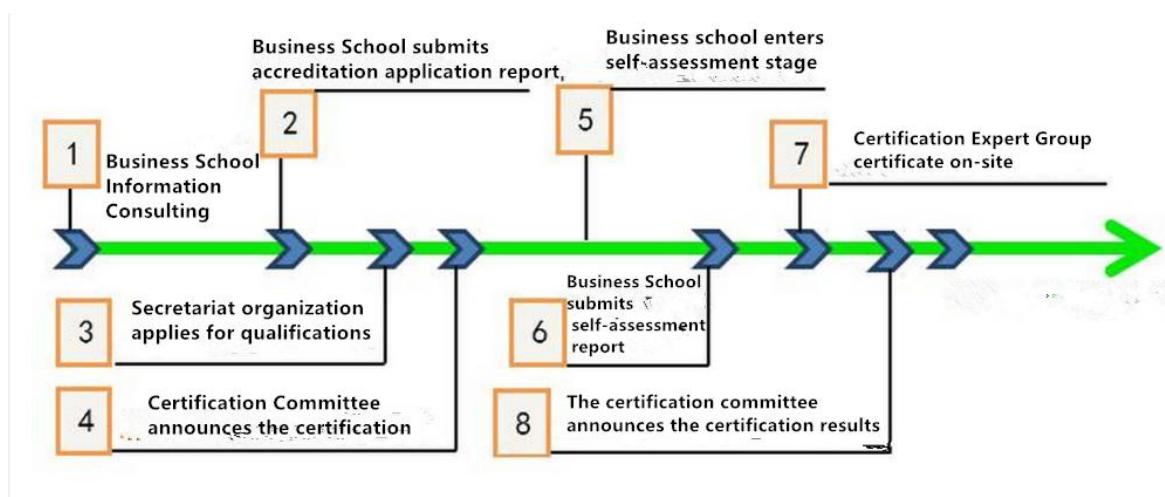 1
Business School
Information
Consulting
Business School submits
accreditation application report,
2
3
Secretariat organization
applies for qualifications
4
Certification Committee
announces the certification
Business school enters
self-assessment stage
5
6
Business School
submits
self-assessment
report
7
Certification Expert Group
certificate on-site
8
The certification committee
announces the certification results